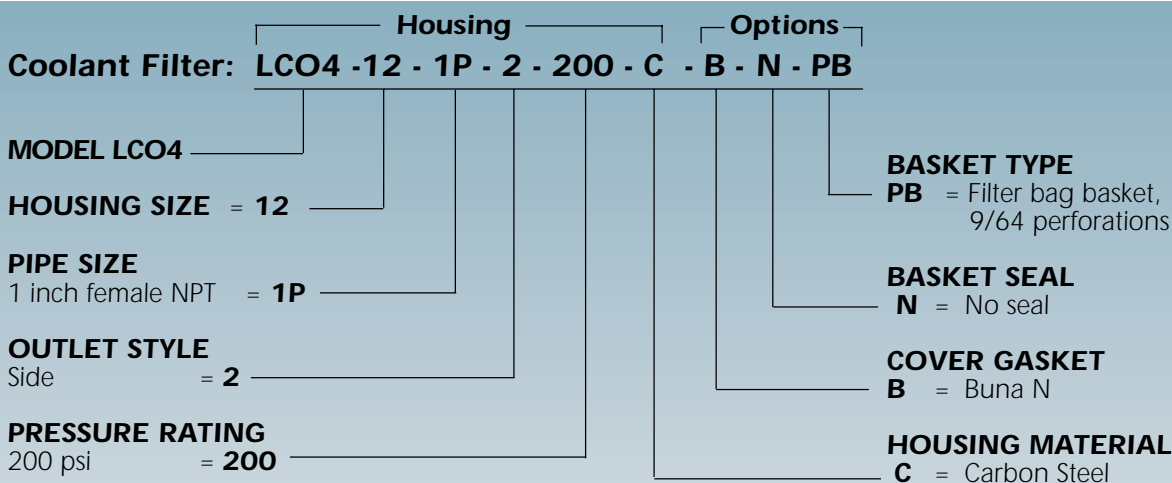 Housing Options
Coolant Filter: LCO4 -12 - 1P - 2 - 200 - C - B - N - PB
MODEL LCO4
HOUSING SIZE = 12
PIPE SIZE
1 inch female NPT = 1P
OUTLET STYLE
Side = 2
PRESSURE RATING
200 psi = 200
BASKET TYPE
PB = Filter bag basket,
9/64 perforations
BASKET SEAL
N = No seal
COVER GASKET
B = Buna N
HOUSING MATERIAL
C = Carbon Steel